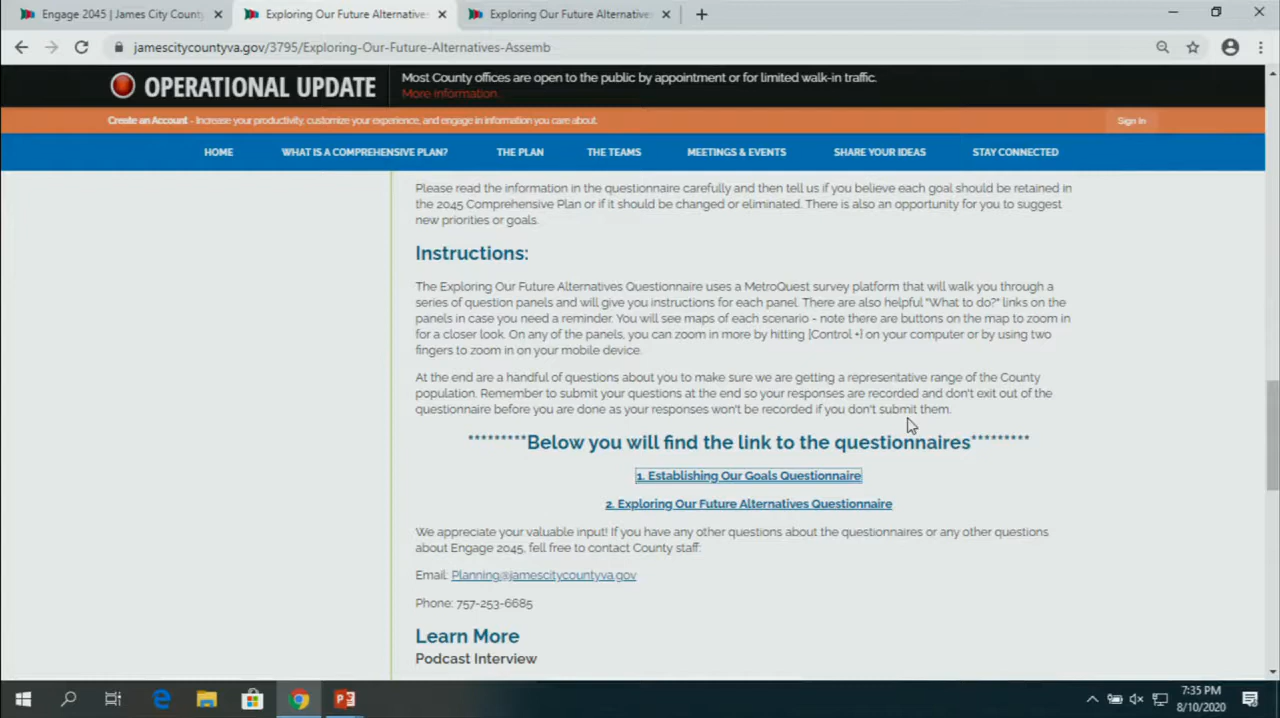 Engage 2045 | James City County
Exploring Our Future Alternatives
Exploring Our Future Alternatives
jamescitycountyva.gov/3795/Exploring-Our-Future-Alternatives-Assemb
OPERATIONAL UPDATE
Most County offices are open to the public by appointment or for limited walk-in traffic.
More information.
Create an Account - Increase your productivity, customize your experience, and engage in information you care about.
Sign In
HOME WHAT IS A COMPREHENSIVE PLAN? THE PLAN THE TEAMS MEETINGS & EVENTS SHARE YOUR IDEAS STAY CONNECTED
Please read the information in the questionnaire carefully and then tell us if you believe each goal should be retained in
the 2045 Comprehensive Plan or if it should be changed or eliminated. There is also an opportunity for you to suggest
new priorities or goals.
Instructions:
The Exploring Our Future Alternatives Questionnaire uses a MetroQuest survey platform that will walk you through a
series of question panels and will give you instructions for each panel. There are also helpful "What to do?" links on the
panels in case you need a reminder. You will see maps of each scenario - note there are buttons on the map to zoom in
for a closer look. On any of the panels, you can zoom in more by hitting [Control +] on your computer or by using two
fingers to zoom in on your mobile device.
At the end are a handful of questions about you to make sure we are getting a representative range of the County
population. Remember to submit your questions at the end so your responses are recorded and don't exit out of the
questionnaire before you are done as your responses won't be recorded if you don't submit them.
*********Below you will find the link to the questionnaires*********
1. Establishing Our Goals Questionnaire
2. Exploring Our Future Alternatives Questionnaire
We appreciate your valuable input! If you have any other questions about the questionnaires or any other questions
about Engage 2045, fell free to contact County staff:
Email: Planning@jamescitycountyva.gov
Phone: 757-253-6685
Learn More
Podcast Interview
7:35 PM
8/10/2020